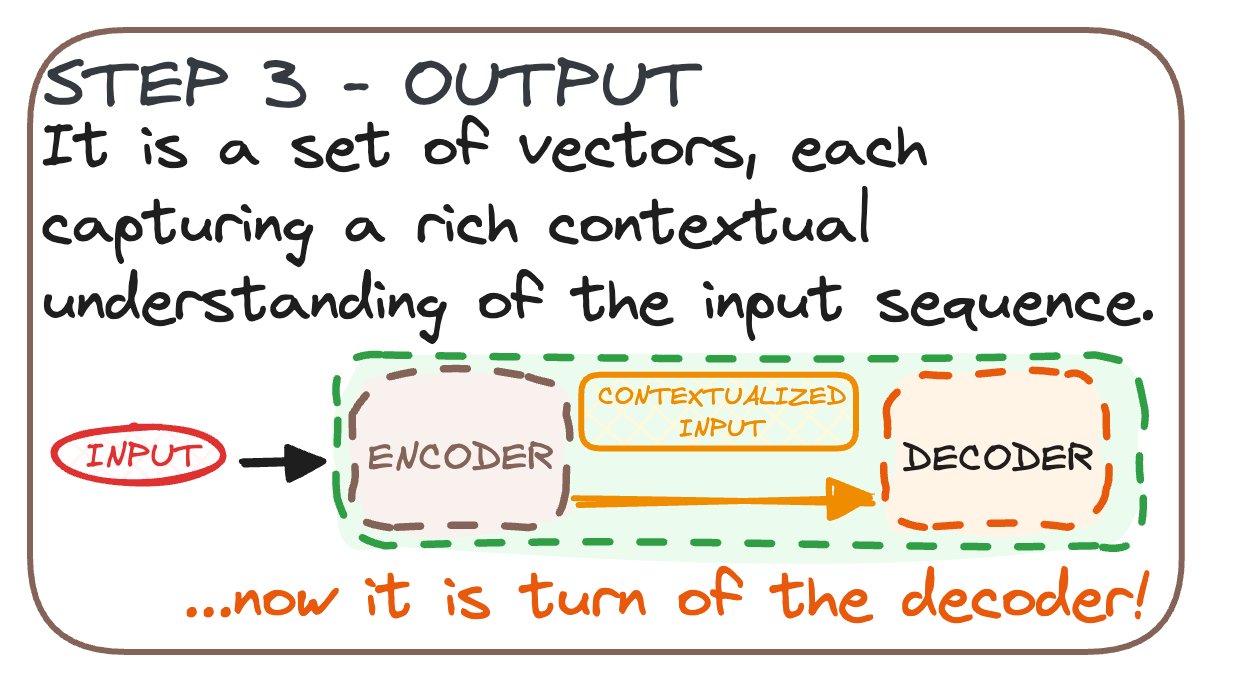 STEP 3 - OUTPUT
It is a set of vectors, each
capturing a rich contextual
understanding of the input sequence.
CONTEXTUALIZED
INPUT
INPUT
ENCODER
DECODER
...now it is turn of the decoder!